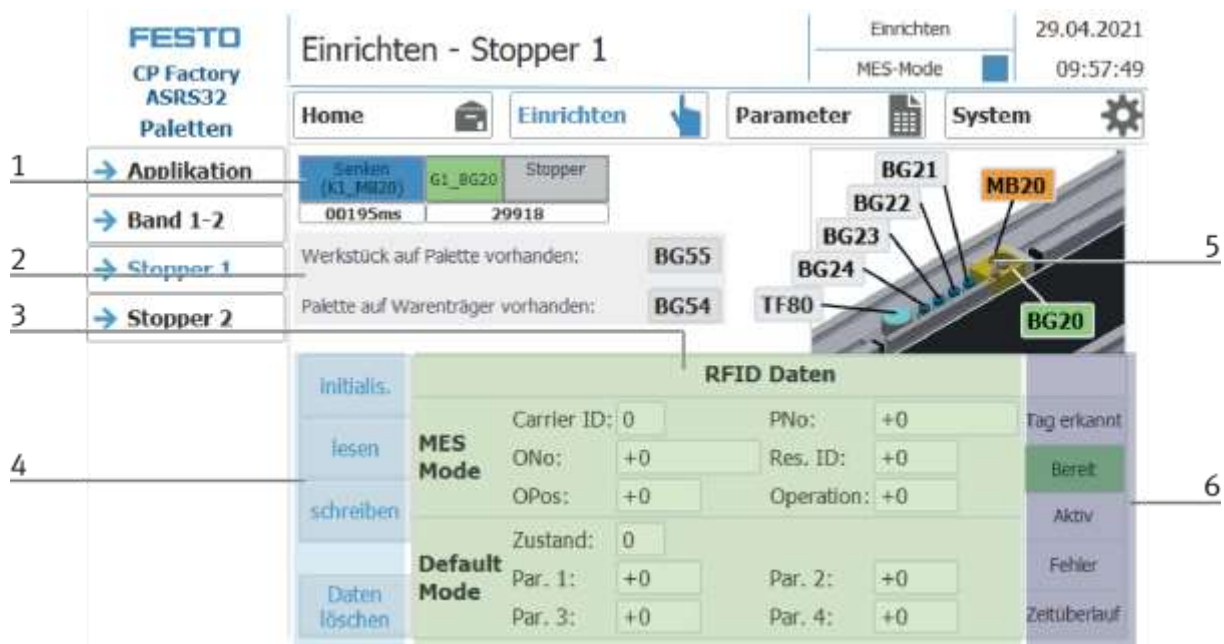 FESTO
CP Factory
ASRS32
Paletten
Einrichten - Stopper 1
Einrichten
MES-Mode
29.04.2021
09:57:49
Home
Einrichten
Parameter
System
1
Applikation
Band 1-2
2
Stopper 1
3
Stopper 2
4
Senken
(K1_MB20)
G1_BG20
Stopper
00195ms
29918
Werkstück auf Palette vorhanden:
BG55
Palette auf Warenträger vorhanden:
BG54
BG21
BG22
BG23
BG24
TF80
MB20
BG20
5
initialis.
lesen
schreiben
Daten
löschen
RFID Daten
MES
Mode
Carrier ID: 0
PNo: +0
ONo: +0
Res. ID: +0
OPos: +0
Operation: +0
Default
Mode
Zustand: 0
Par. 1: +0
Par. 2: +0
Par. 3: +0
Par. 4: +0
Tag erkannt
Bereit
Aktiv
Fehler
Zeitüberlauf
6